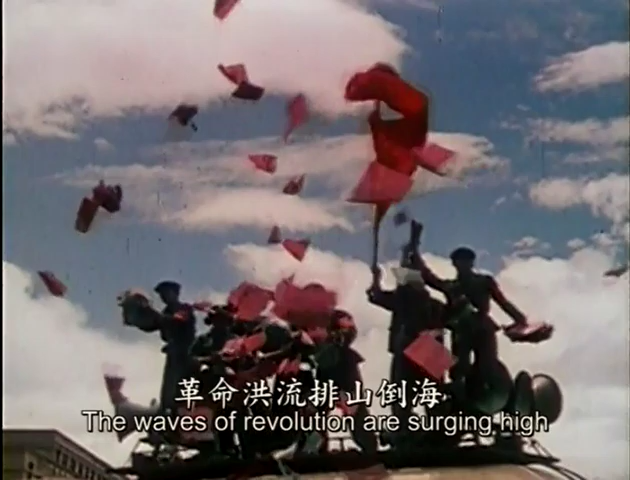 革命洪流排山倒海
The waves of revolution are surging high